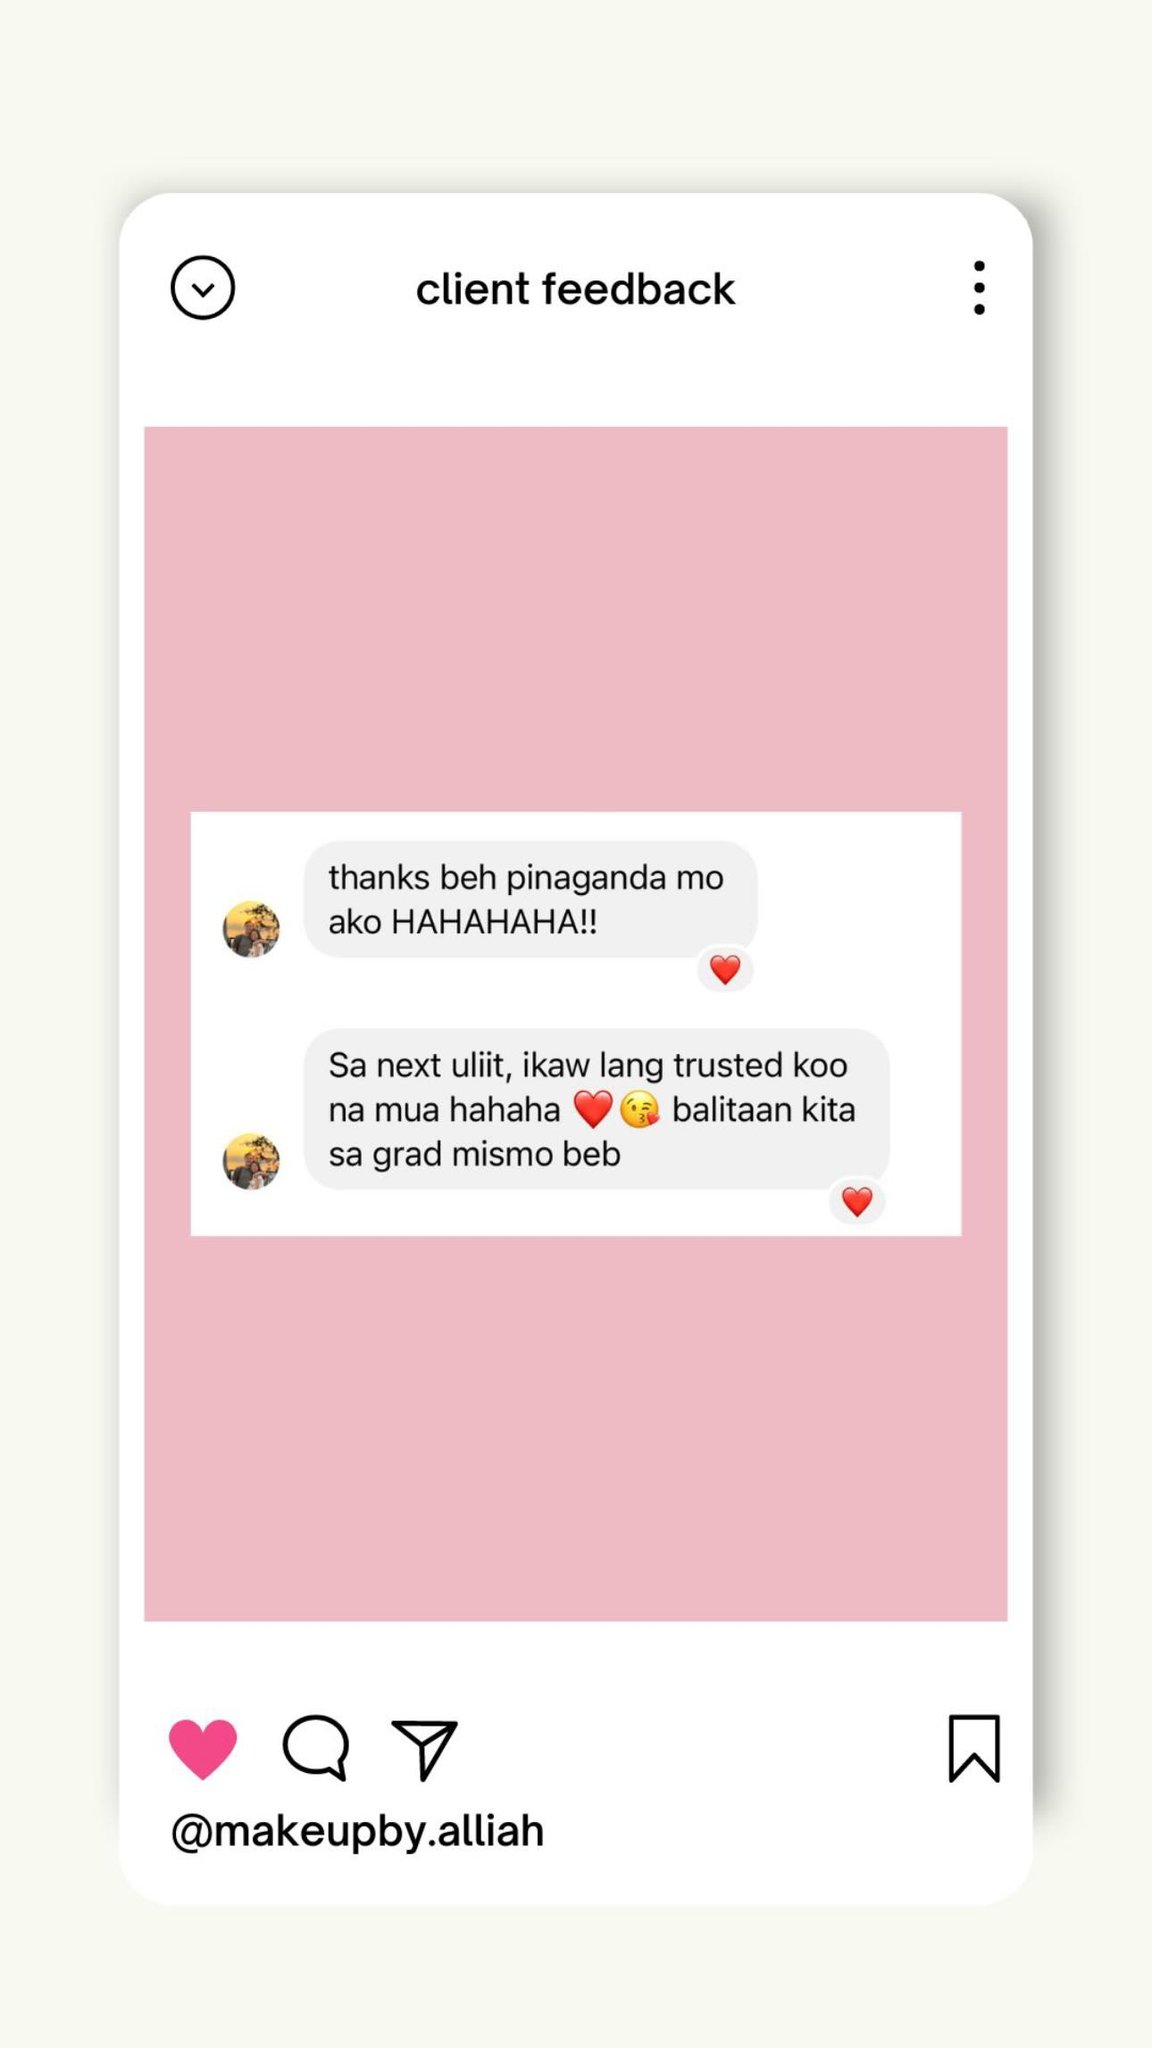 client feedback
thanks beh pinaganda mo
ako HAHAHAHA!!
Sa next uliit, ikaw lang trusted koo
na mua hahaha ❤️😘 balitaan kita
sa grad mismo beb
@makeupby.alliah